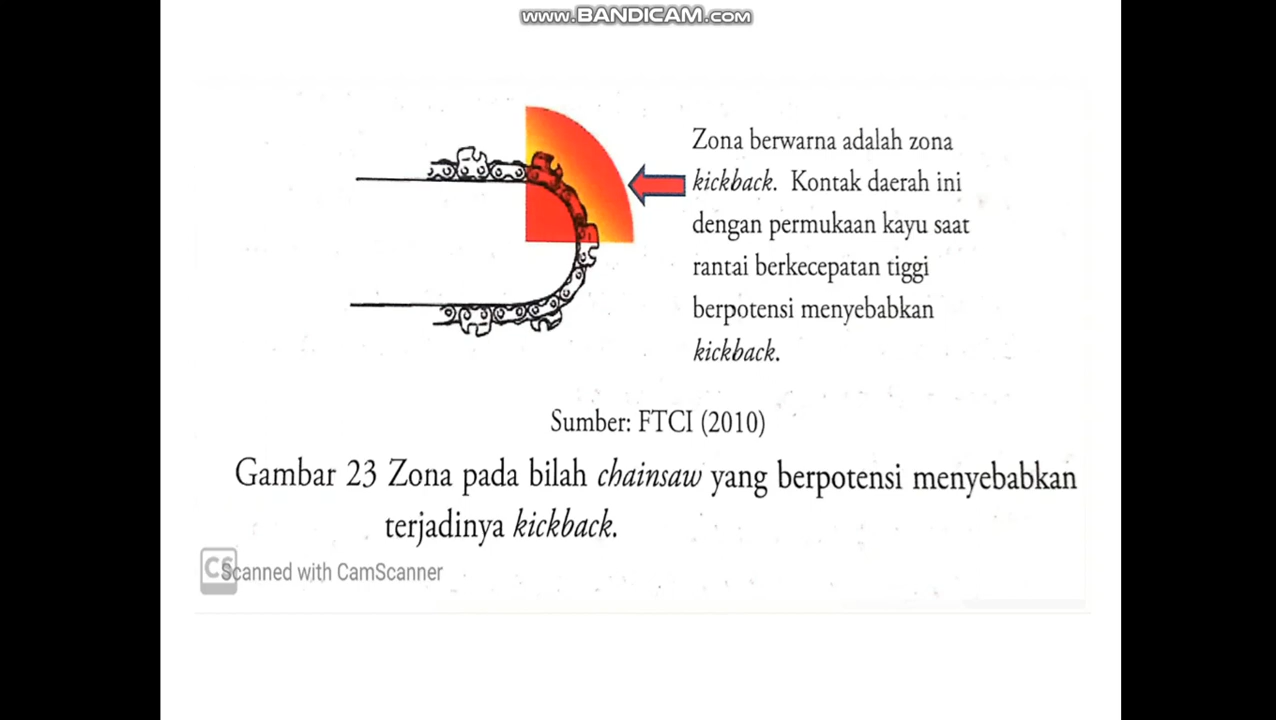 www.BANDICAM.com
Zona berwarna adalah zona
kickback. Kontak daerah ini
dengan permukaan kayu saat
rantai berkecepatan tiggi
berpotensi menyebabkan
kickback.
Sumber: FTCI (2010)
Gambar 23 Zona pada bilah chainsaw yang berpotensi menyebabkan
terjadinya kickback.
CS
Scanned with CamScanner